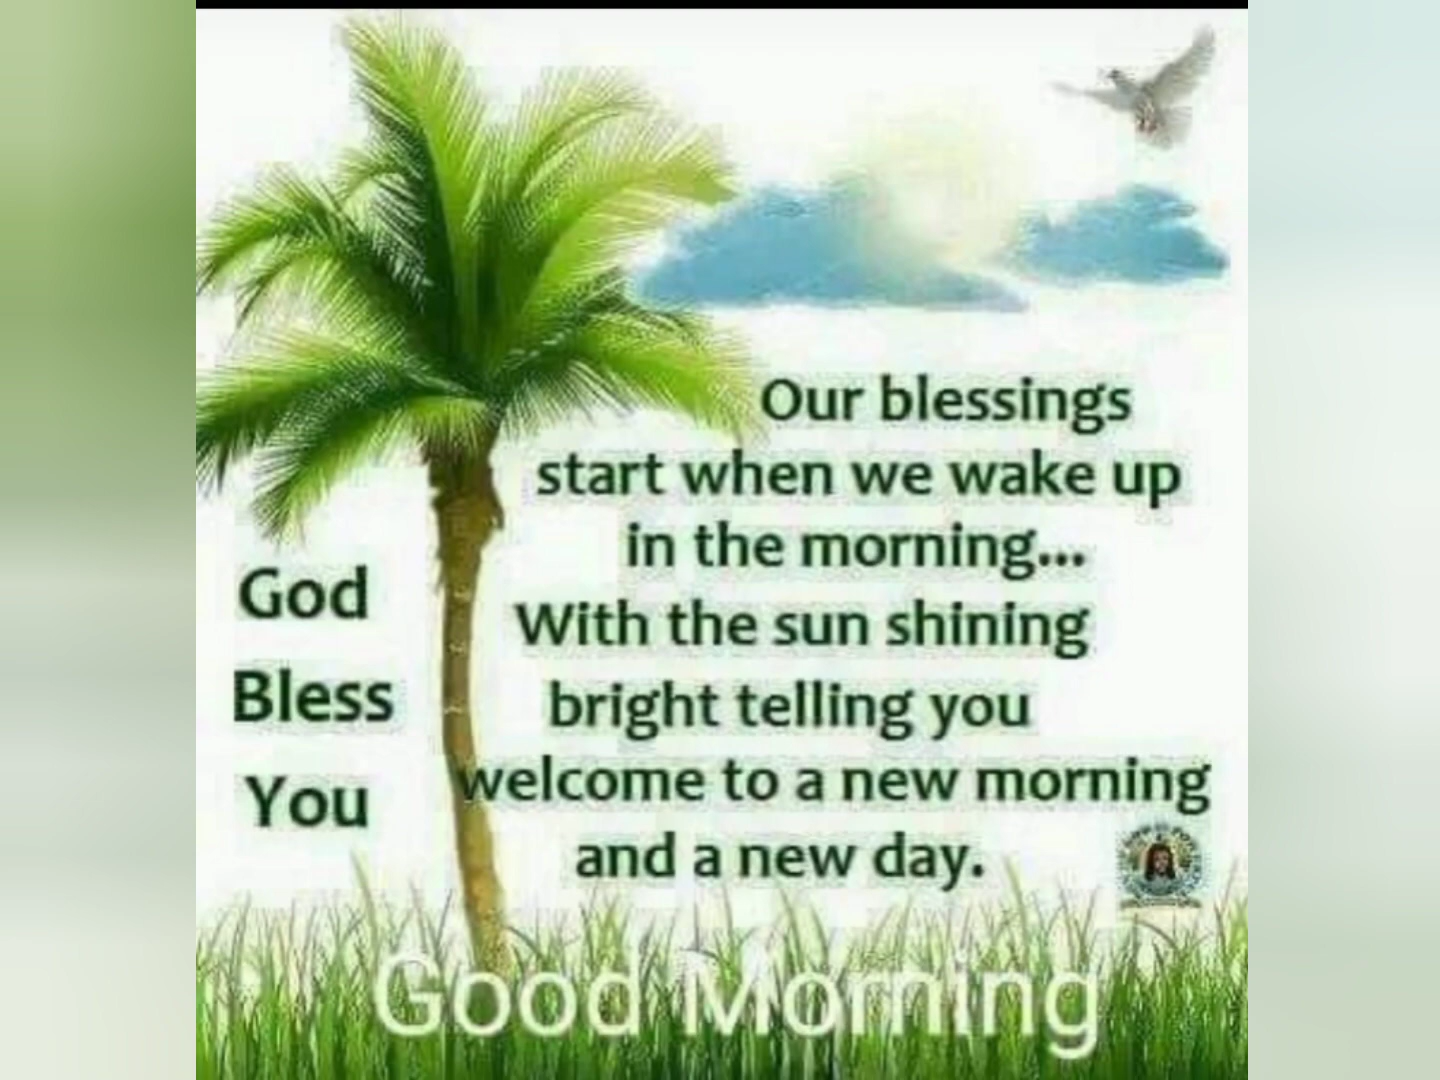 Our blessings
start when we wake up
in the morning...
With the sun shining
bright telling you
welcome to a new morning
and a new day.
God
Bless
You
Good Morning